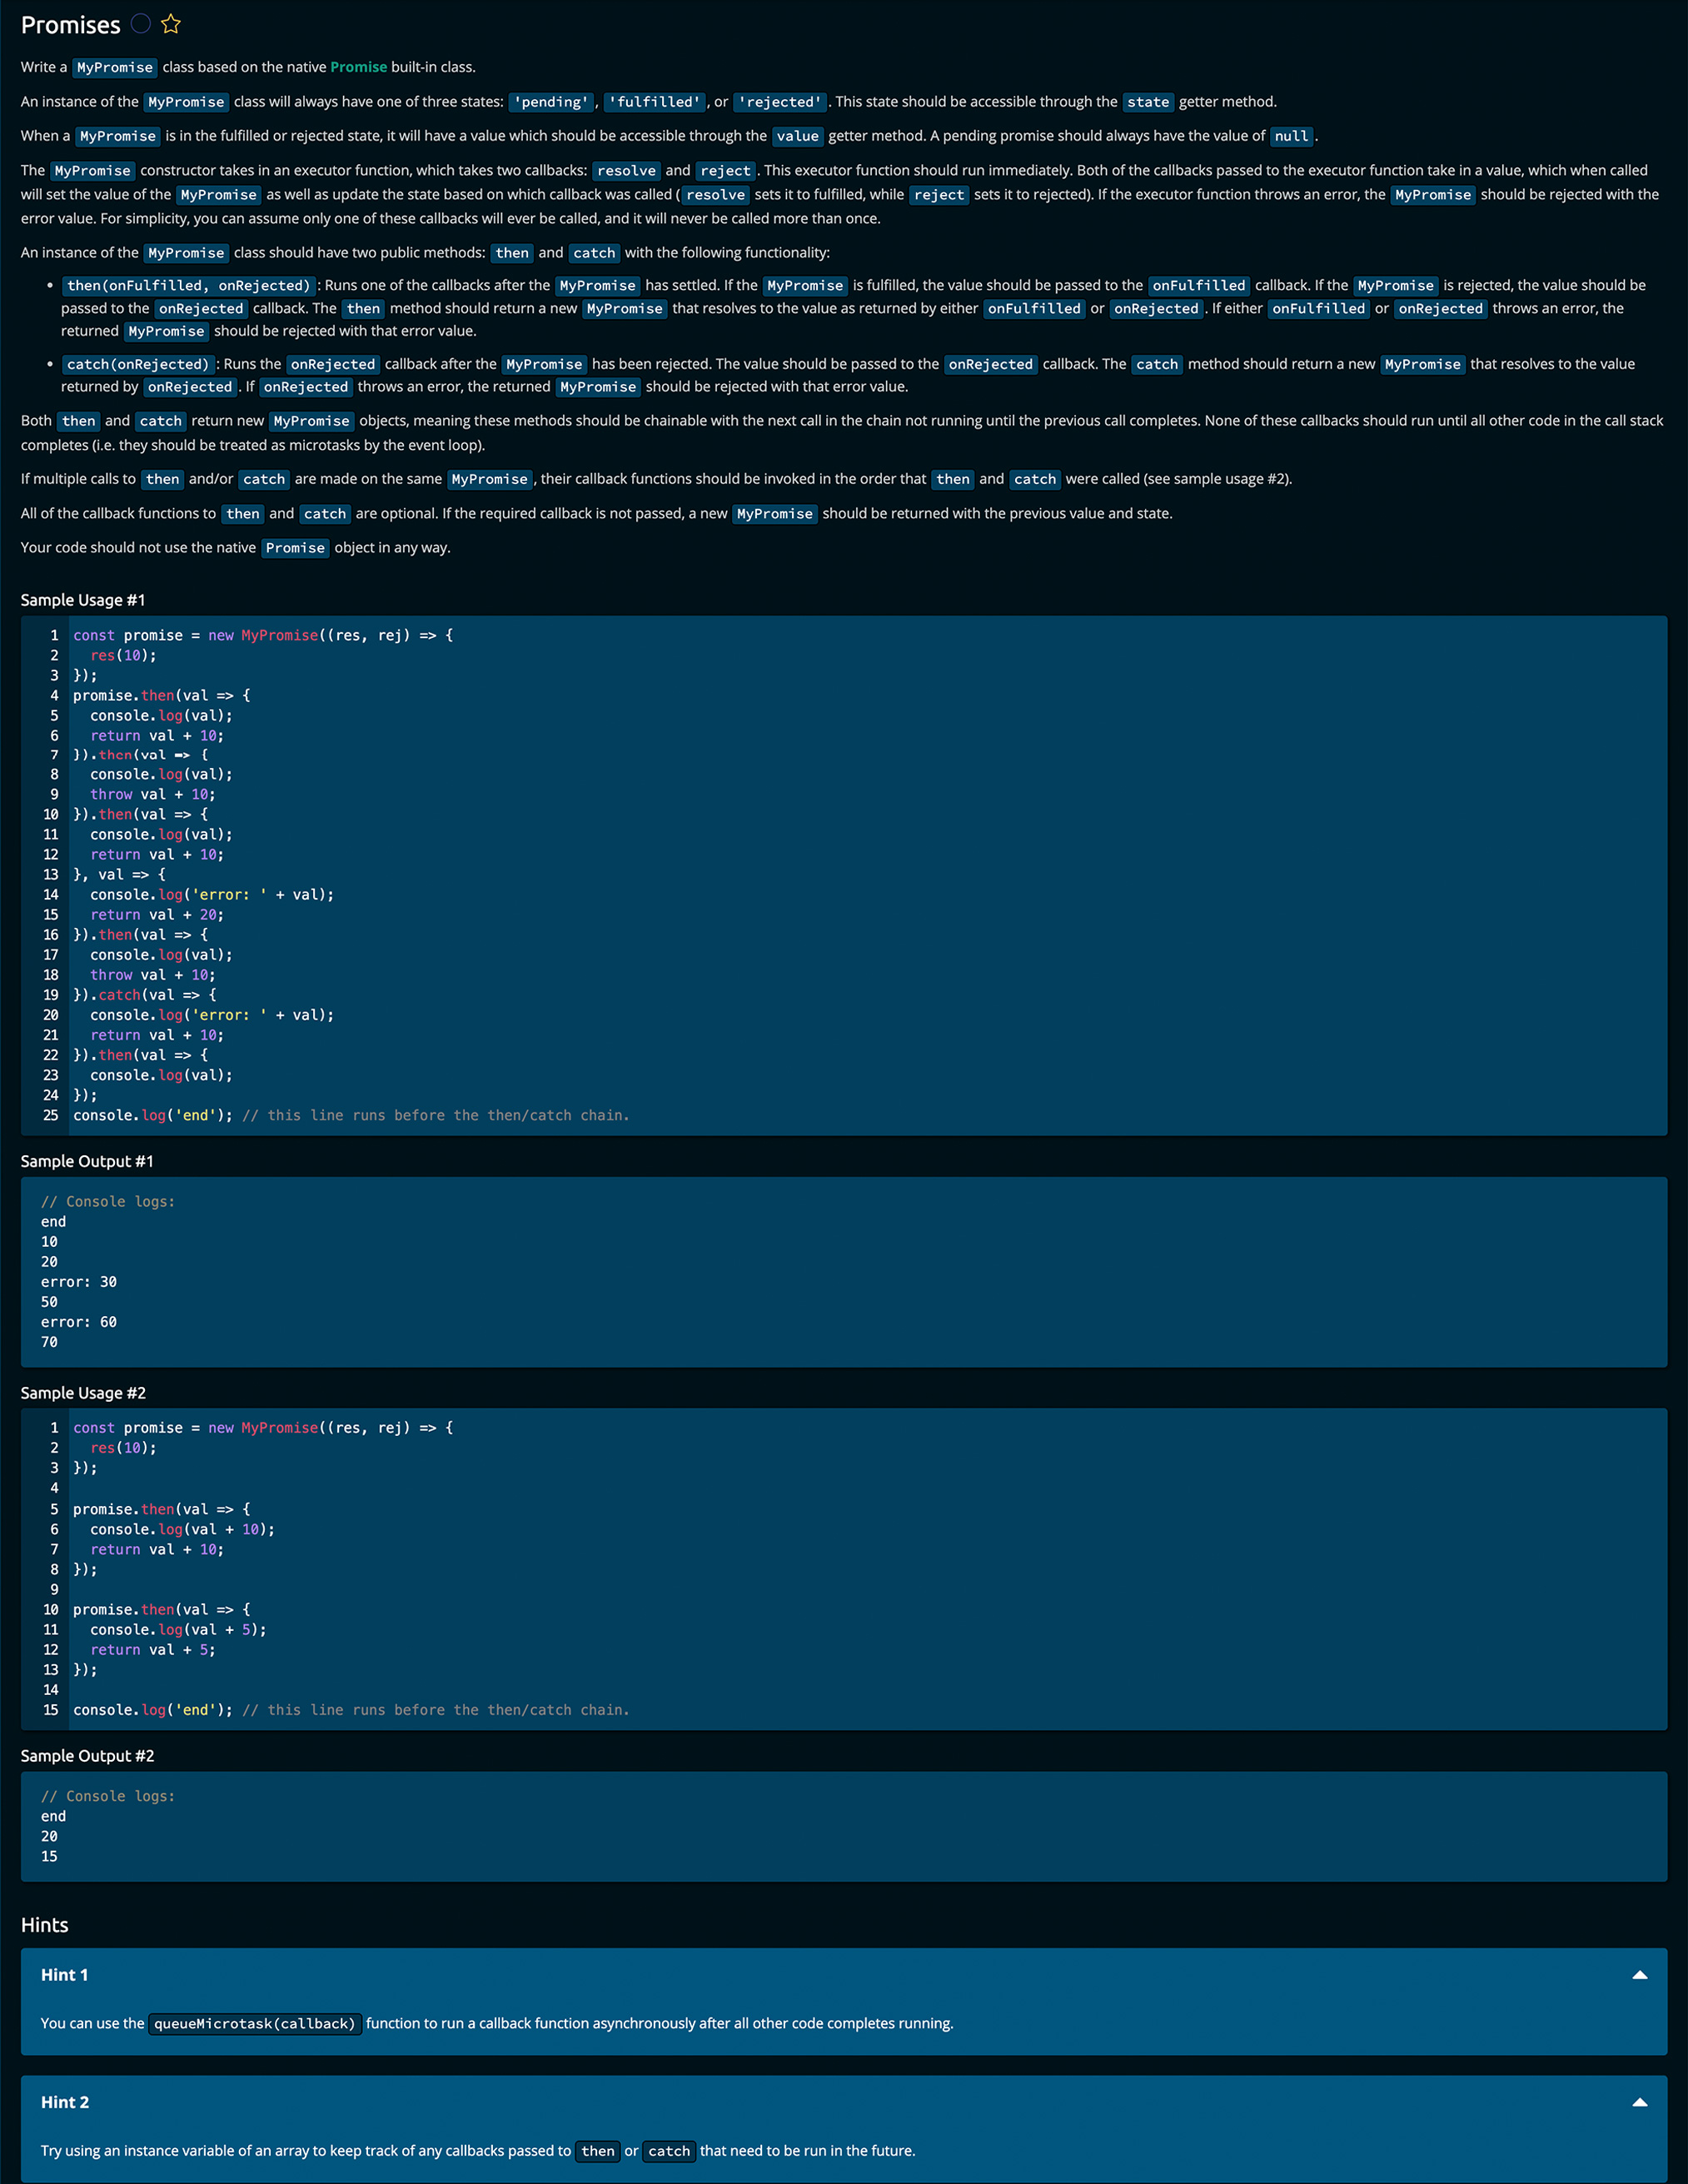 Promises
Write a MyPromise class based on the native Promise built-in class.
An instance of the MyPromise class will always have one of three states: 'pending', 'fulfilled', or 'rejected'. This state should be accessible through the state getter method.
When a MyPromise is in the fulfilled or rejected state, it will have a value which should be accessible through the value getter method. A pending promise should always have the value of null.
The MyPromise constructor takes in an executor function, which takes two callbacks: resolve and reject. This executor function should run immediately. Both of the callbacks passed to the executor function take in a value, which when called
will set the value of the MyPromise as well as update the state based on which callback was called (resolve sets it to fulfilled, while reject sets it to rejected). If the executor function throws an error, the MyPromise should be rejected with the
error value. For simplicity, you can assume only one of these callbacks will ever be called, and it will never be called more than once.
An instance of the MyPromise class should have two public methods: then and catch with the following functionality:
• then(onFulfilled, onRejected): Runs one of the callbacks after the MyPromise has settled. If the MyPromise is fulfilled, the value should be passed to the onFulfilled callback. If the MyPromise is rejected, the value should be
passed to the onRejected callback. The then method should return a new MyPromise that resolves to the value as returned by either onFulfilled or onRejected. If either onFulfilled or onRejected throws an error, the
returned MyPromise should be rejected with that error value.
• catch(onRejected): Runs the onRejected callback after the MyPromise has been rejected. The value should be passed to the onRejected callback. The catch method should return a new MyPromise that resolves to the value
returned by onRejected. If onRejected throws an error, the returned MyPromise should be rejected with that error value.
Both then and catch return new MyPromise objects, meaning these methods should be chainable with the next call in the chain not running until the previous call completes. None of these callbacks should run until all other code in the call stack
completes (i.e. they should be treated as microtasks by the event loop).
If multiple calls to then and/or catch are made on the same MyPromise, their callback functions should be invoked in the order that then and catch were called (see sample usage #2).
All of the callback functions to then and catch are optional. If the required callback is not passed, a new MyPromise should be returned with the previous value and state.
Your code should not use the native Promise object in any way.
Sample Usage #1
1 const promise = new MyPromise((res, rej) => {
2   res(10);
3 });
4 promise.then(val => {
5   console.log(val);
6   return val + 10;
7 }).then(val => {
8   console.log(val);
9   throw val + 10;
10 }).then(val => {
11   console.log(val);
12   return val + 10;
13 }, val => {
14   console.log('error: ' + val);
15   return val + 20;
16 }).then(val => {
17   console.log(val);
18   throw val + 10;
19 }).catch(val => {
20   console.log('error: ' + val);
21   return val + 10;
22 }).then(val => {
23   console.log(val);
24 });
25 console.log('end'); // this line runs before the then/catch chain.
Sample Output #1
// Console logs:
end
10
20
error: 30
50
error: 60
70
Sample Usage #2
1 const promise = new MyPromise((res, rej) => {
2   res(10);
3 });
4
5 promise.then(val => {
6   console.log(val + 10);
7   return val + 10;
8 });
9
10 promise.then(val => {
11   console.log(val + 5);
12   return val + 5;
13 });
14
15 console.log('end'); // this line runs before the then/catch chain.
Sample Output #2
// Console logs:
end
20
15
Hints
Hint 1
You can use the queueMicrotask(callback) function to run a callback function asynchronously after all other code completes running.
Hint 2
Try using an instance variable of an array to keep track of any callbacks passed to then or catch that need to be run in the future.